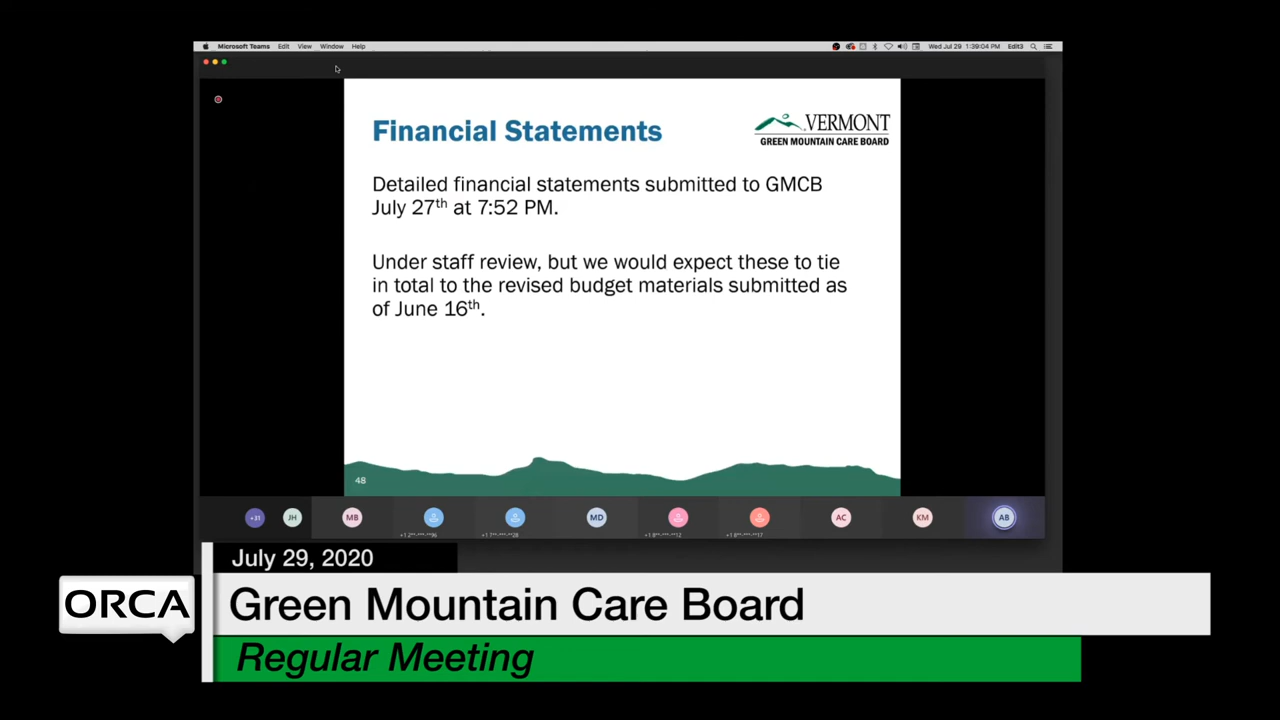 Microsoft Teams Edit View Window Help
Wed Jul 29 1:39:04 PM Edit3
Financial Statements
VERMONT
GREEN MOUNTAIN CARE BOARD
Detailed financial statements submitted to GMCB
July 27th at 7:52 PM.
Under staff review, but we would expect these to tie
in total to the revised budget materials submitted as
of June 16th.
48
+31 JH MB MD AC KM AB
July 29, 2020
ORCA
Green Mountain Care Board
Regular Meeting